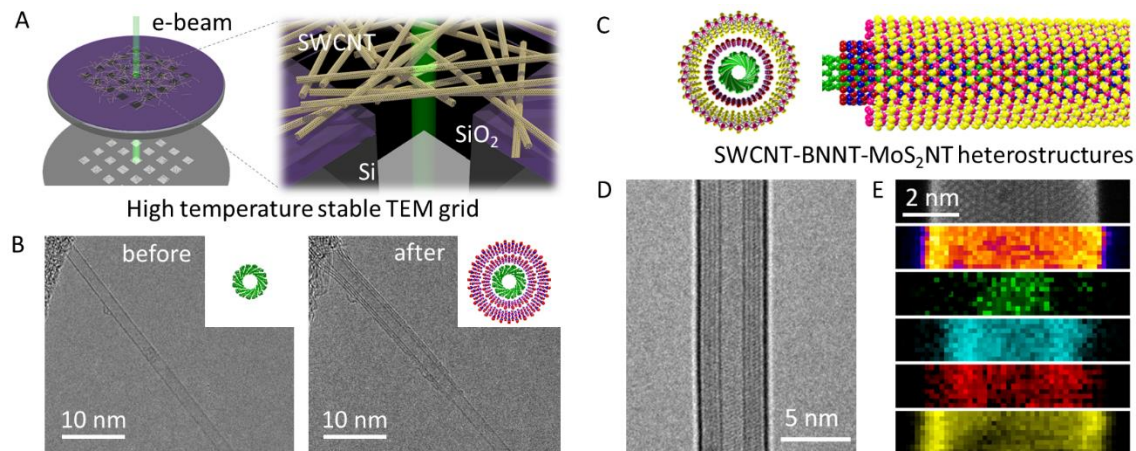 A
e-beam
SWCNT
SiO₂
Si
High temperature stable TEM grid
B
before
10 nm
after
10 nm
C
SWCNT-BNNT-MoS₂NT heterostructures
D
5 nm
E
2 nm